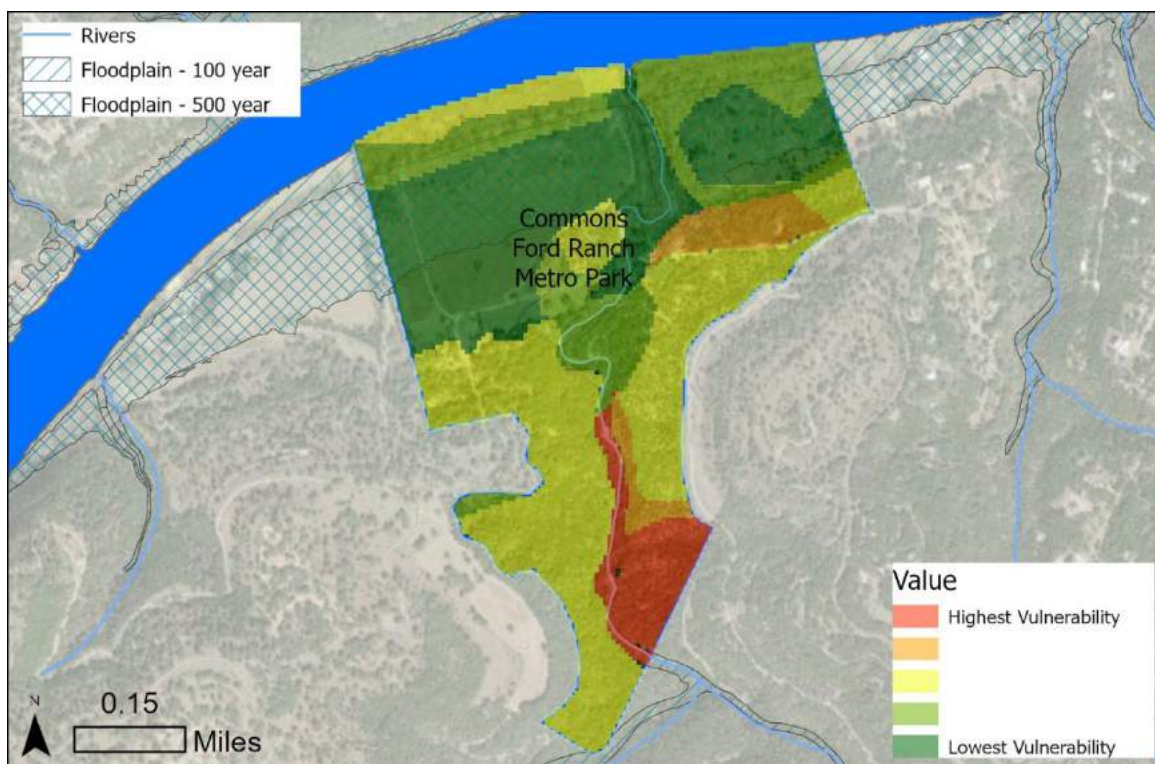 Rivers
Floodplain - 100 year
Floodplain - 500 year
Commons
Ford Ranch
Metro Park
Value
Highest Vulnerability
Lowest Vulnerability
N
0.15
Miles